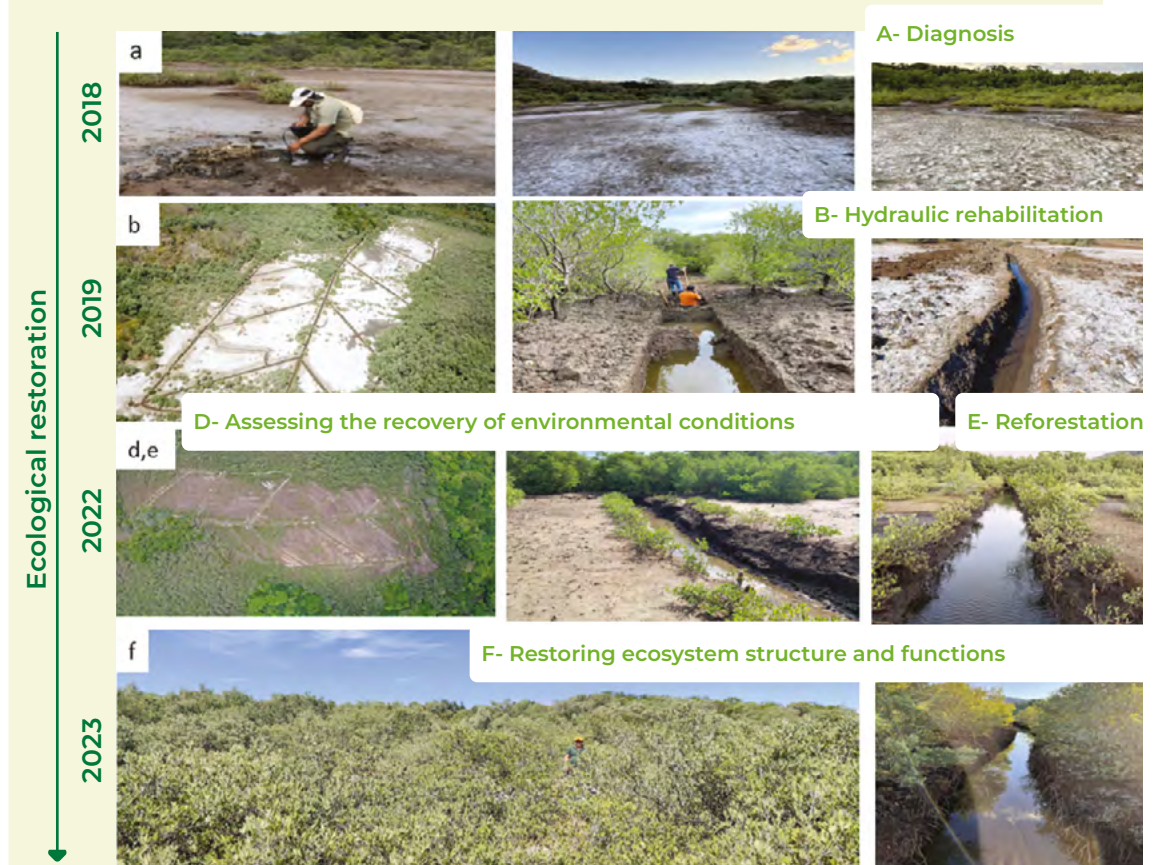 Ecological restoration
2018
a
A- Diagnosis
2019
b
B- Hydraulic rehabilitation
2022
d,e
D- Assessing the recovery of environmental conditions
E- Reforestation
2023
f
F- Restoring ecosystem structure and functions